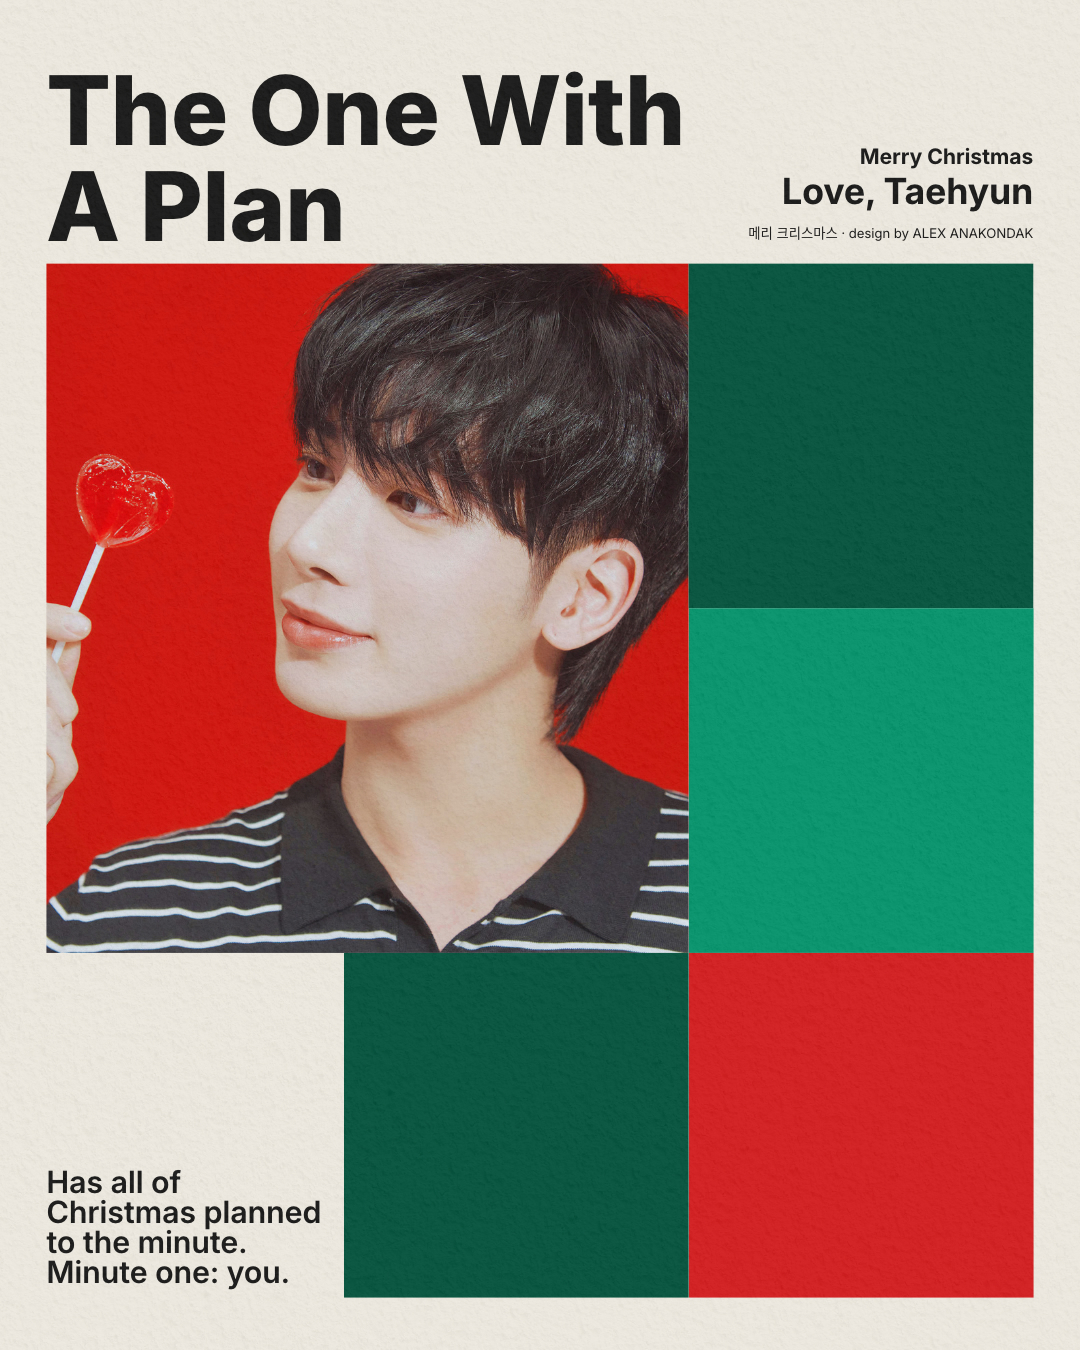 The One With
A Plan
Merry Christmas
Love, Taehyun
메리 크리스마스 · design by ALEX ANAKONDAK
Has all of
Christmas planned
to the minute.
Minute one: you.